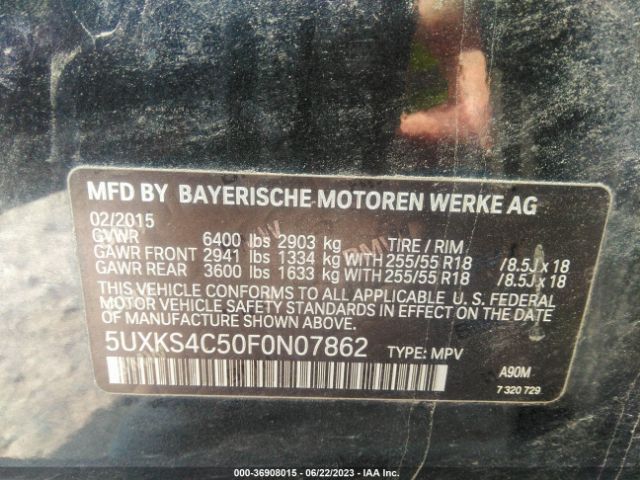 MFD BY BAYERISCHE MOTOREN WERKE AG
02/2015
GVWR 6400 lbs 2903 kg TIRE / RIM
GAWR FRONT 2941 lbs 1334 kg WITH 255/55 R18 /8.5J x 18
GAWR REAR 3600 lbs 1633 kg WITH 255/55 R18 /8.5J x 18
THIS VEHICLE CONFORMS TO ALL APPLICABLE U. S. FEDERAL
MOTOR VEHICLE SAFETY STANDARDS IN EFFECT ON THE DATE
OF MANUFACTURE SHOWN ABOVE.
5UXKS4C50F0N07862 TYPE: MPV
A90M
7 320 729
000-36908015 - 06/22/2023 - IAA Inc.